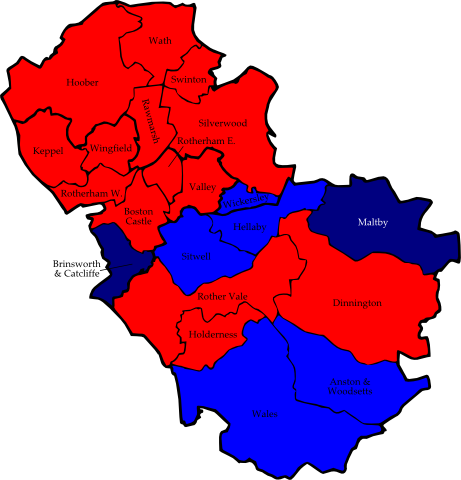 Wath
Hoober
Swinton
Rawmarsh
Silverwood
Rotherham E.
Keppel
Wingfield
Rotherham W.
Valley
Wickersley
Boston
Castle
Maltby
Hellaby
Sitwell
Brinsworth
& Catcliffe
Rother Vale
Dinnington
Holderness
Anston &
Woodsetts
Wales